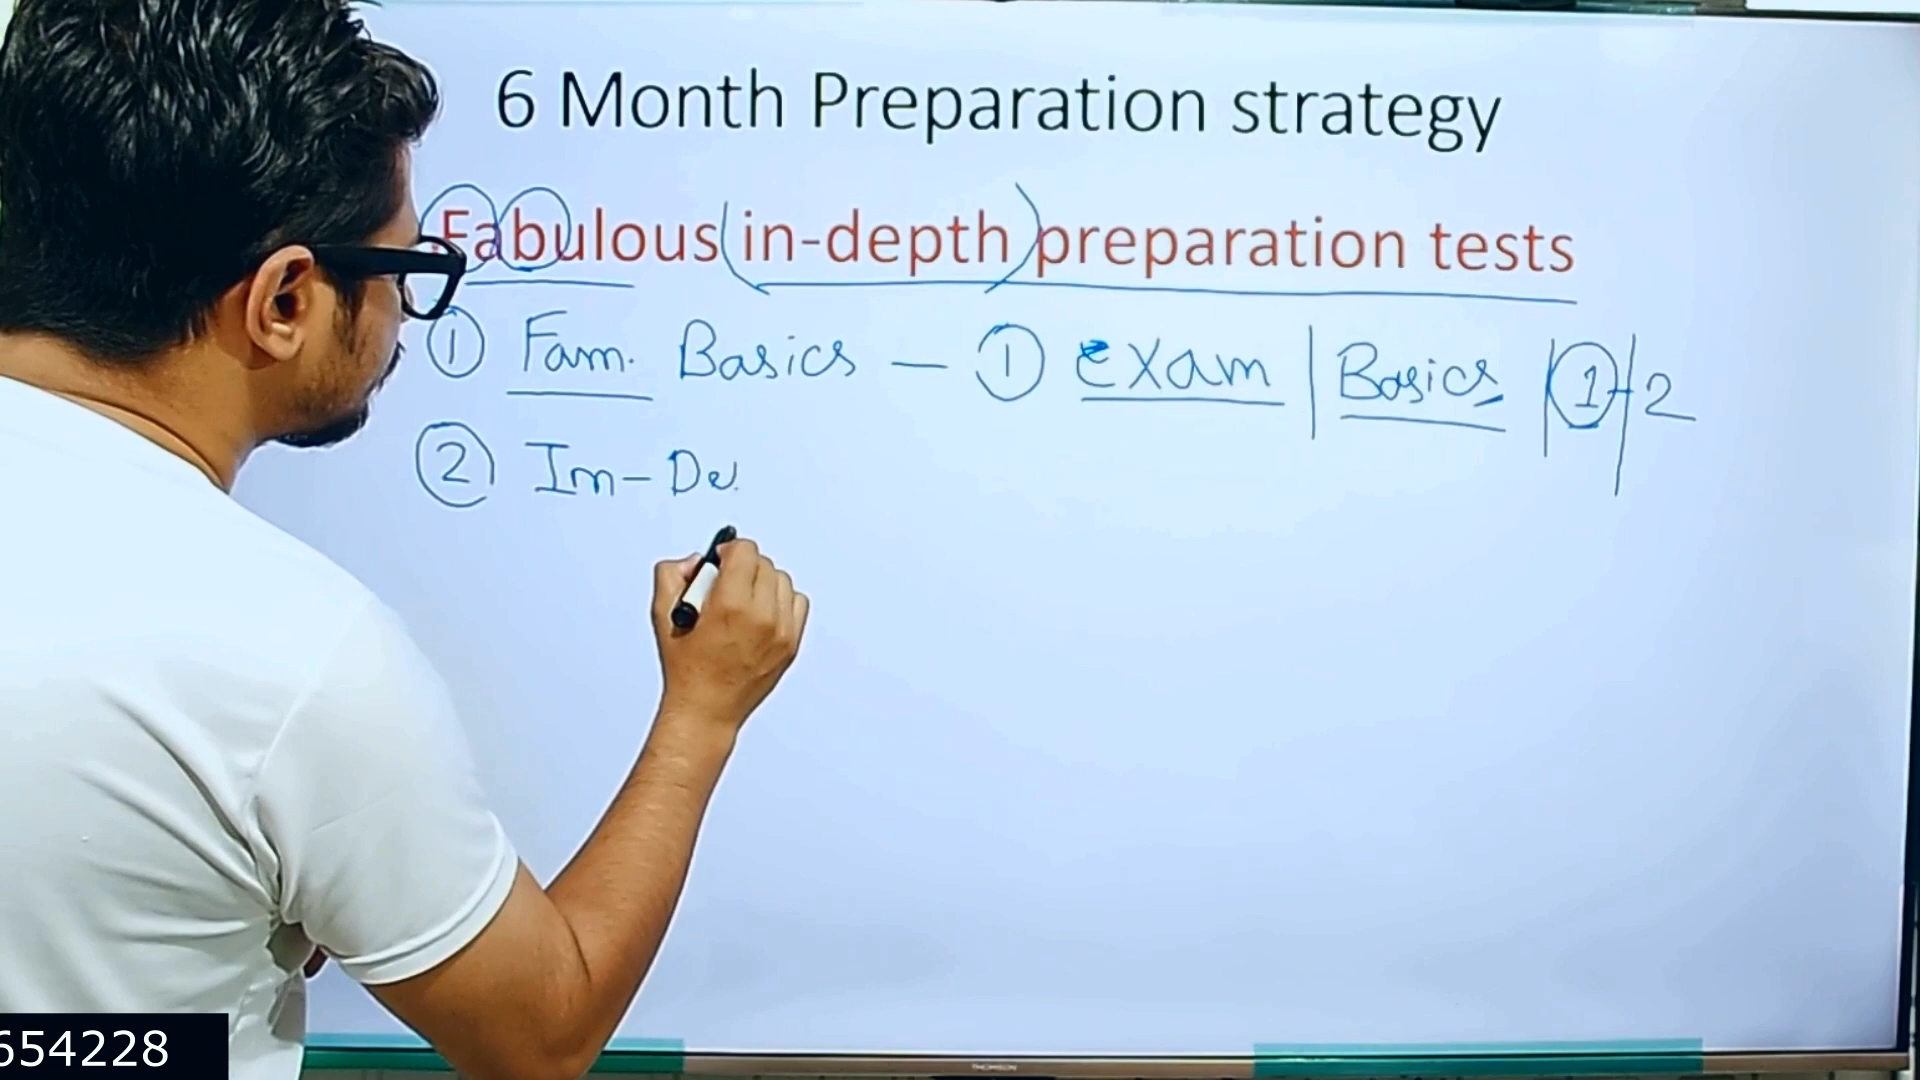 6 Month Preparation strategy
Fabulous (in-depth) preparation tests
① Fam. Basics — ① exam | Basics | ① - | 2
② In-De
654228
THOMSON